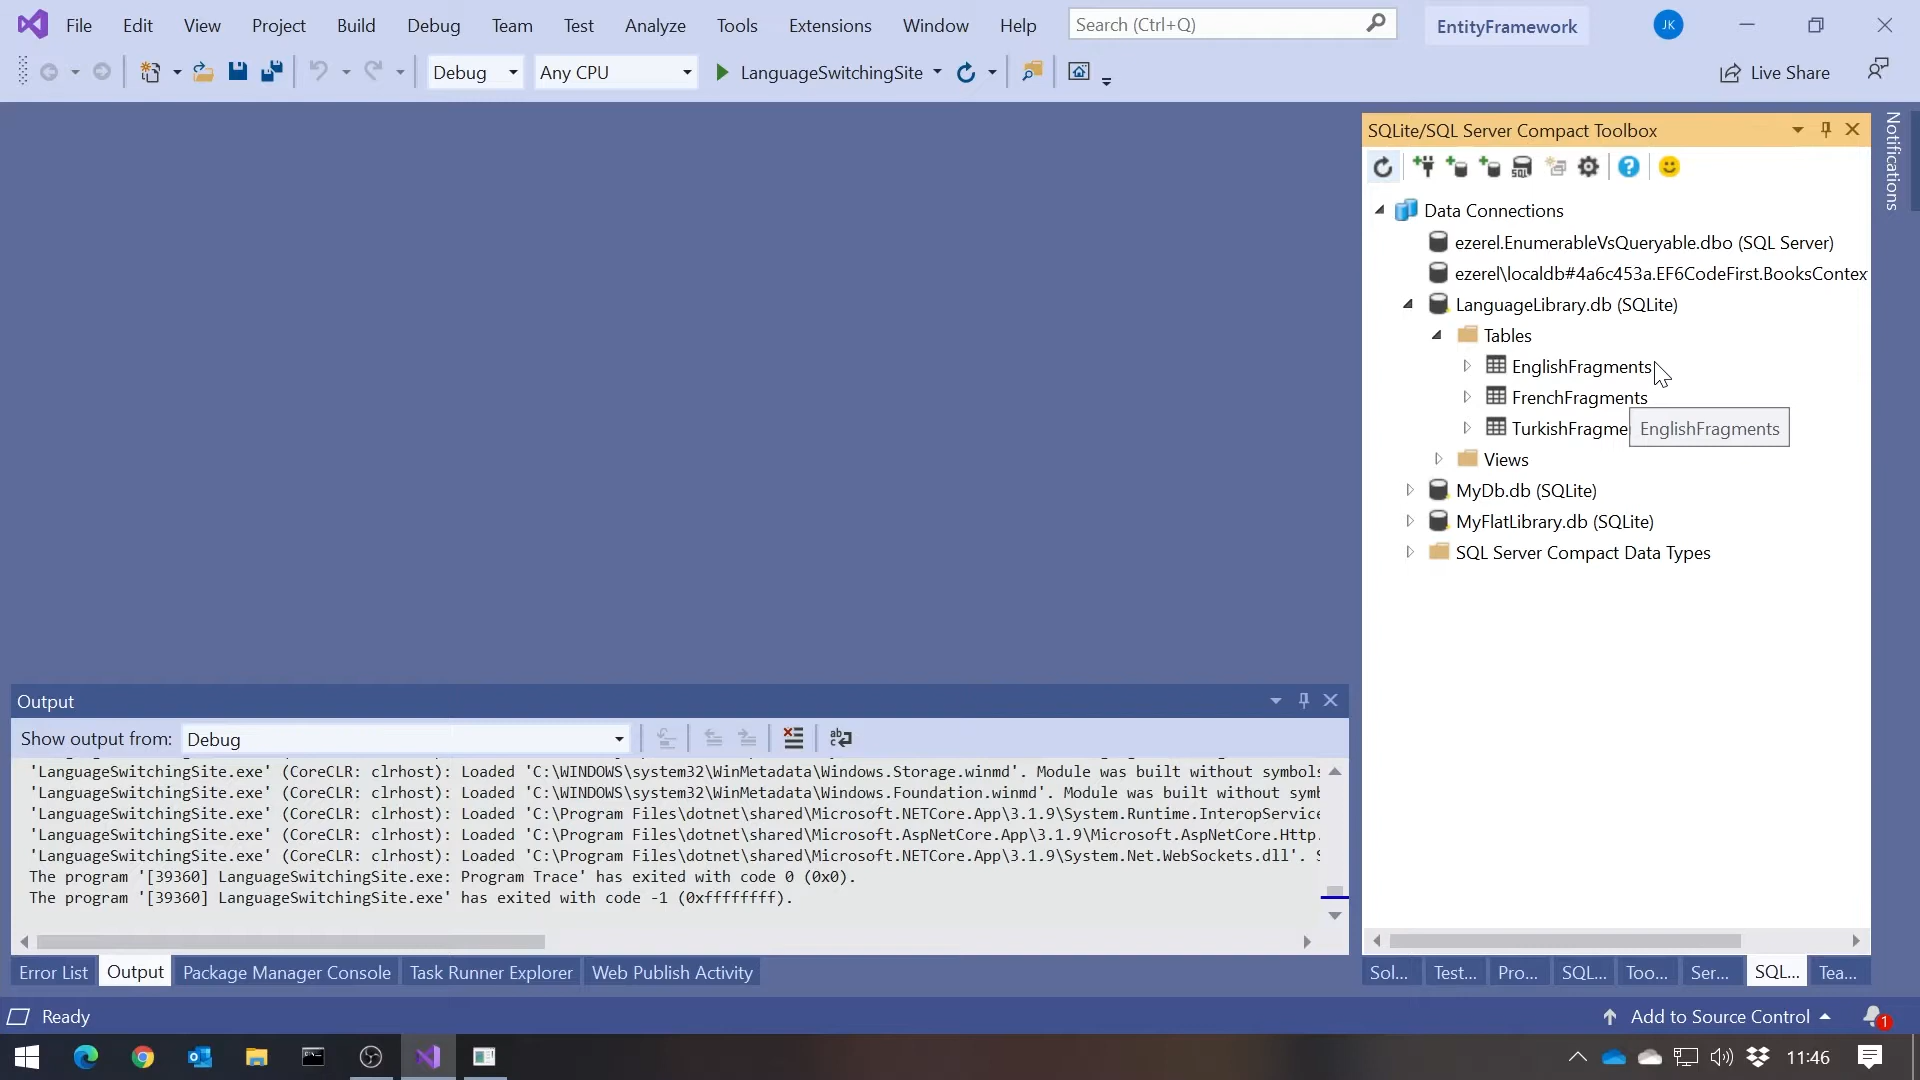 File Edit View Project Build Debug Team Test Analyze Tools Extensions Window Help Search (Ctrl+Q) EntityFramework JK
Debug Any CPU LanguageSwitchingSite Live Share
Notifications
SQLite/SQL Server Compact Toolbox
Data Connections
ezerel.EnumerableVsQueryable.dbo (SQL Server)
ezerel\localdb#4a6c453a.EF6CodeFirst.BooksContex
LanguageLibrary.db (SQLite)
Tables
EnglishFragments
FrenchFragments
TurkishFragme
EnglishFragments
Views
MyDb.db (SQLite)
MyFlatLibrary.db (SQLite)
SQL Server Compact Data Types
Output
Show output from: Debug
'LanguageSwitchingSite.exe' (CoreCLR: clrhost): Loaded 'C:\WINDOWS\system32\WinMetadata\Windows.Storage.winmd'. Module was built without symbols
'LanguageSwitchingSite.exe' (CoreCLR: clrhost): Loaded 'C:\WINDOWS\system32\WinMetadata\Windows.Foundation.winmd'. Module was built without symb
'LanguageSwitchingSite.exe' (CoreCLR: clrhost): Loaded 'C:\Program Files\dotnet\shared\Microsoft.NETCore.App\3.1.9\System.Runtime.InteropService
'LanguageSwitchingSite.exe' (CoreCLR: clrhost): Loaded 'C:\Program Files\dotnet\shared\Microsoft.AspNetCore.App\3.1.9\Microsoft.AspNetCore.Http.
'LanguageSwitchingSite.exe' (CoreCLR: clrhost): Loaded 'C:\Program Files\dotnet\shared\Microsoft.NETCore.App\3.1.9\System.Net.WebSockets.dll'. S
The program '[39360] LanguageSwitchingSite.exe: Program Trace' has exited with code 0 (0x0).
The program '[39360] LanguageSwitchingSite.exe' has exited with code -1 (0xffffffff).
Error List Output Package Manager Console Task Runner Explorer Web Publish Activity
Sol... Test... Pro... SQL... Too... Ser... SQL... Tea...
Ready Add to Source Control 1
11:46